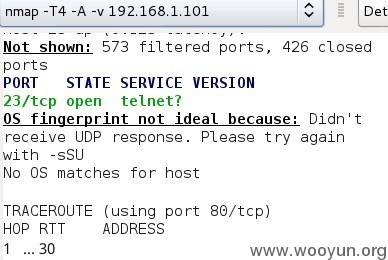 nmap -T4 -A -v 192.168.1.101
Det
Not shown: 573 filtered ports, 426 closed
ports
PORT   STATE SERVICE VERSION
23/tcp open  telnet?
OS fingerprint not ideal because: Didn't
receive UDP response. Please try again
with -sSU
No OS matches for host
TRACEROUTE (using port 80/tcp)
HOP RTT    ADDRESS
1   ... 30
www.wooyun.org